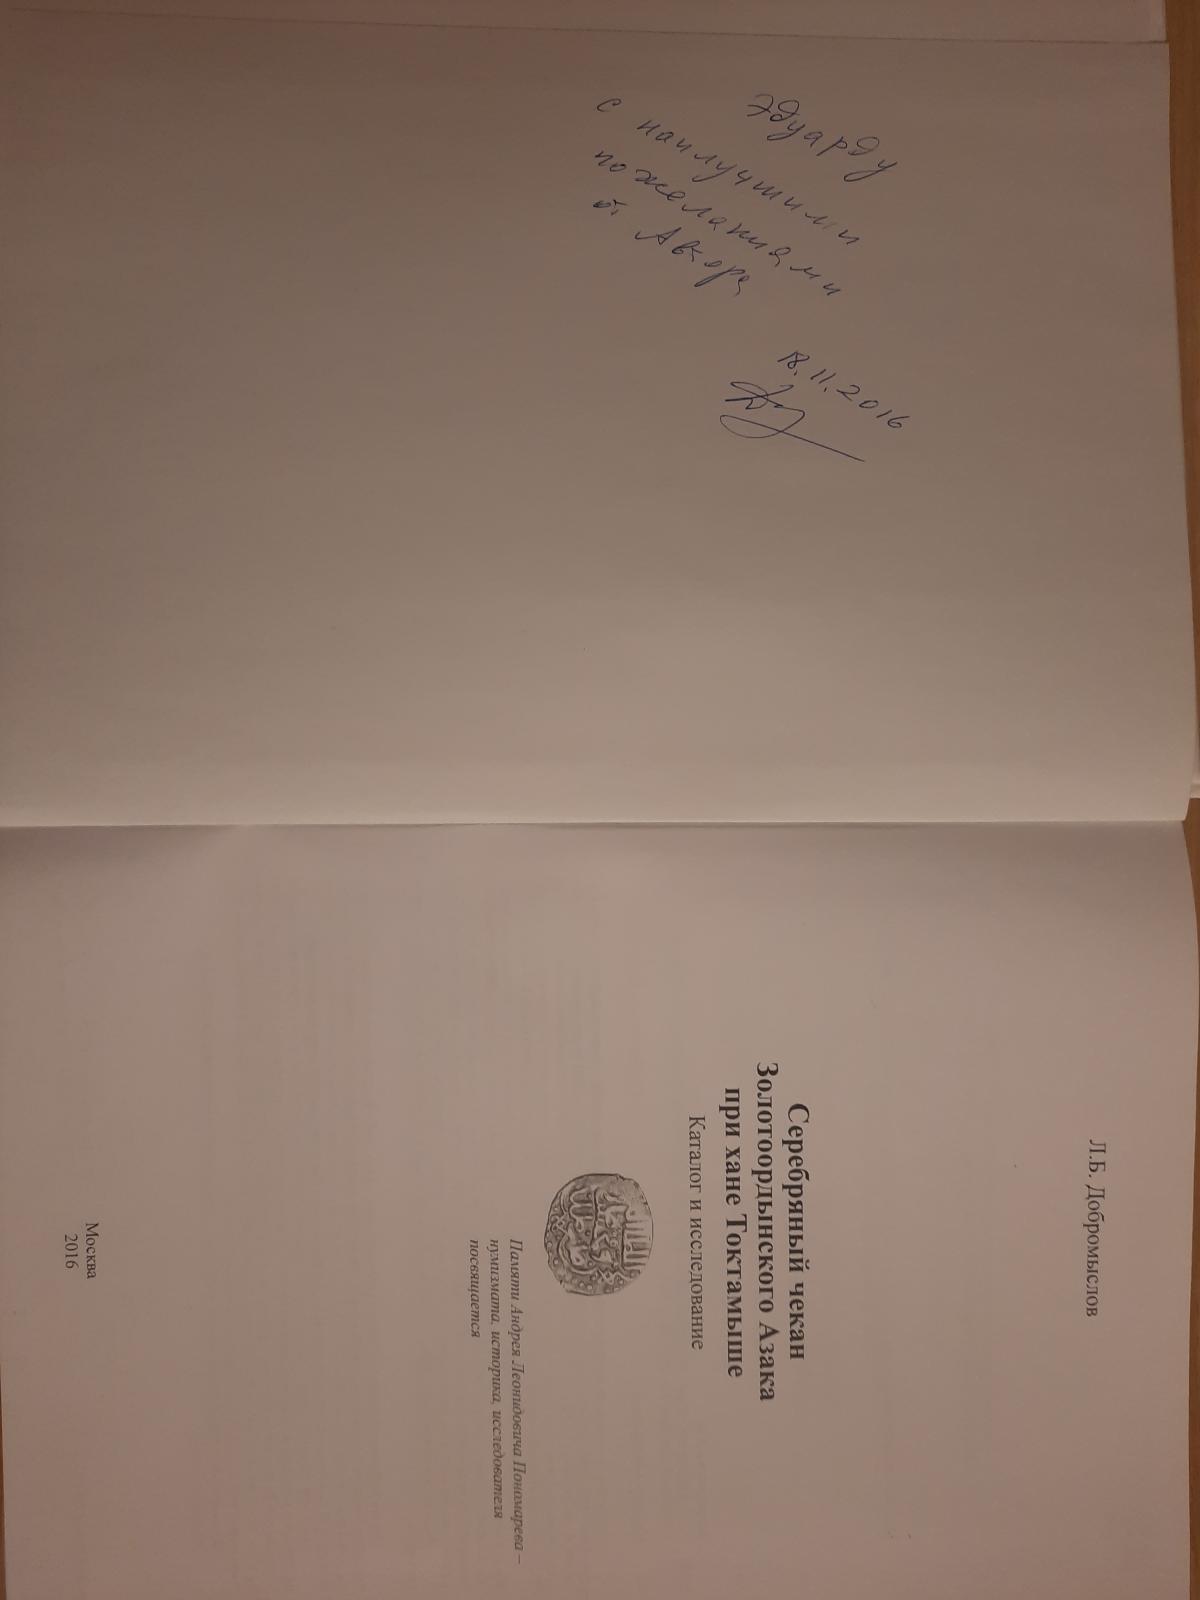 Эдуарду
с наилучшими
пожеланиями
от Автора
18.11.2016
Л.Б. Добромыслов
Серебряный чекан
Золотоордынского Азака
при хане Токтамыше
Каталог и исследование
Памяти Андрея Леонидовича Пономарева –
нумизмата, историка, исследователя
посвящается
Москва
2016